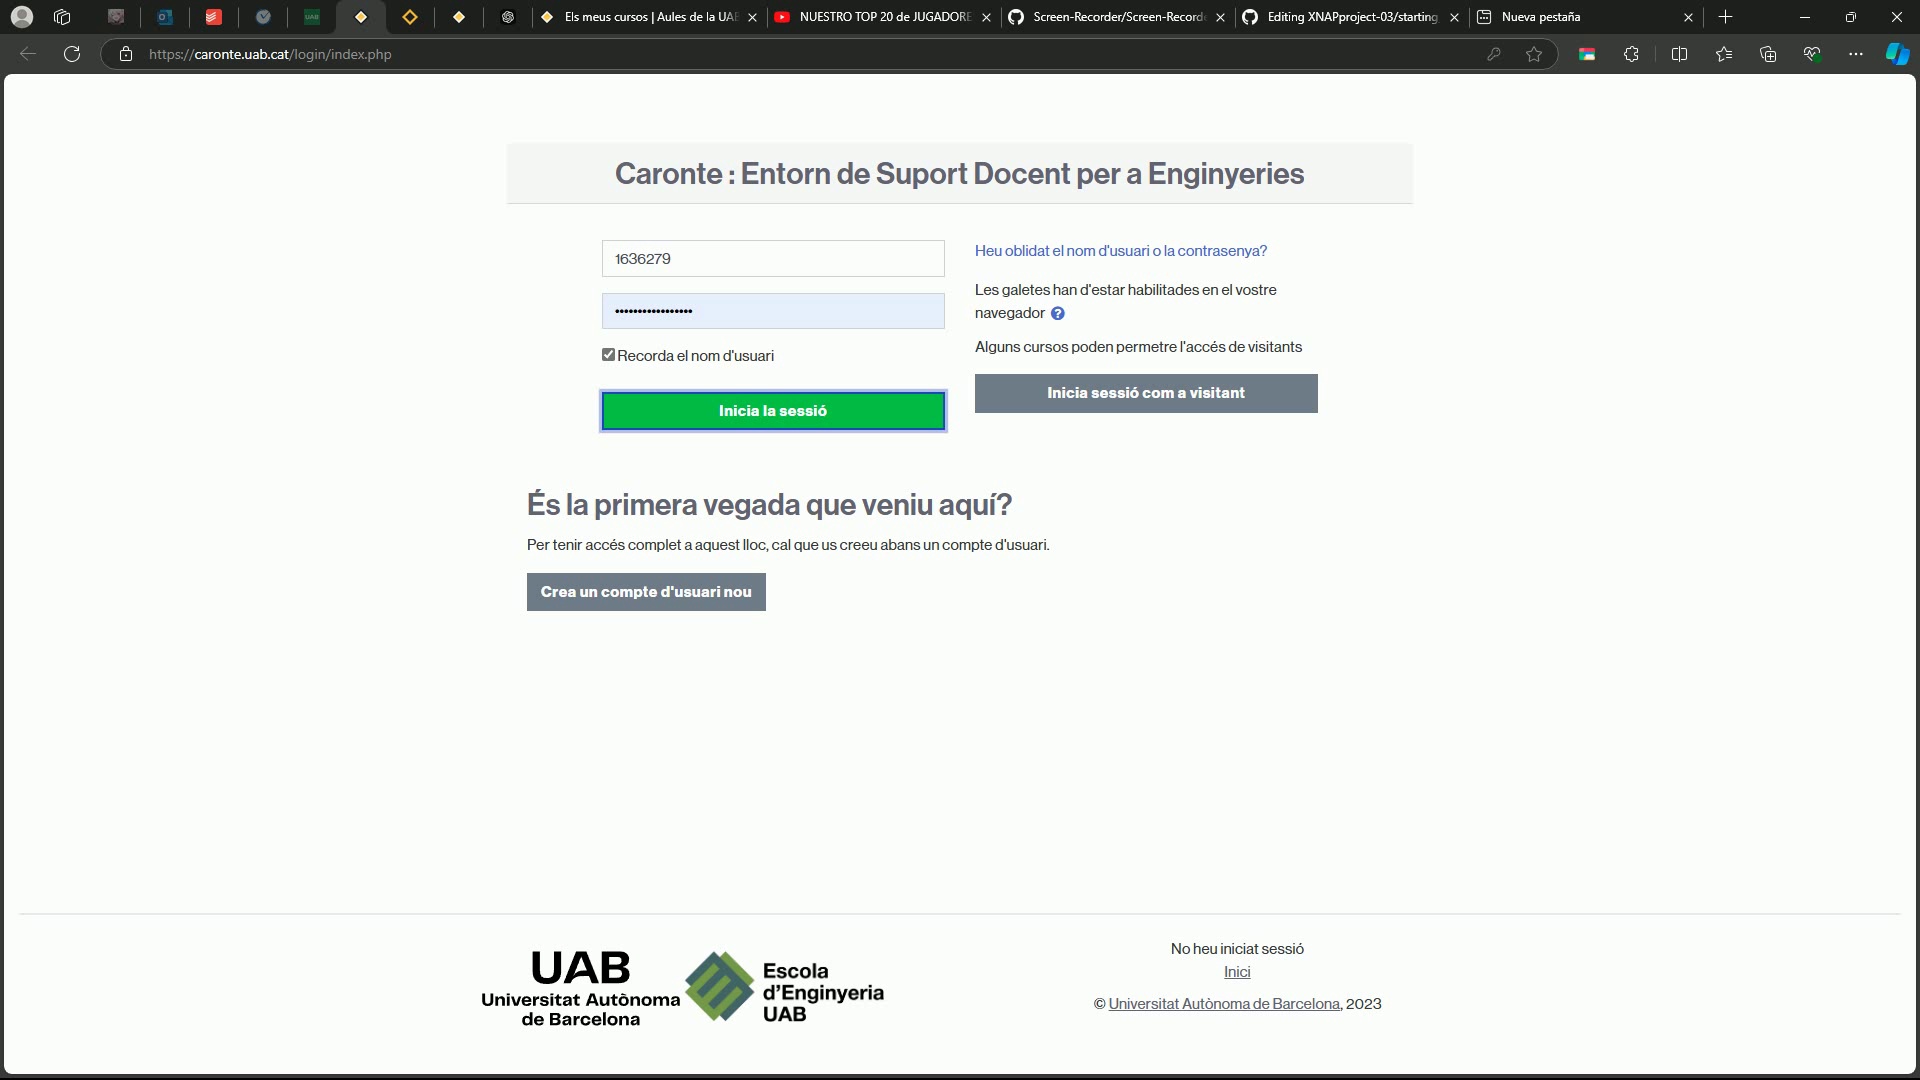 UAB
Els meus cursos | Aules de la UAB
NUESTRO TOP 20 de JUGADORE
Screen-Recorder/Screen-Record
Editing XNAPproject-03/starting
Nueva pestaña
https://caronte.uab.cat/login/index.php
Caronte : Entorn de Suport Docent per a Enginyeries
1636279
Heu oblidat el nom d'usuari o la contrasenya?
Les galetes han d'estar habilitades en el vostre
navegador
Recorda el nom d'usuari
Alguns cursos poden permetre l'accés de visitants
Inicia la sessió
Inicia sessió com a visitant
És la primera vegada que veniu aquí?
Per tenir accés complet a aquest lloc, cal que us creeu abans un compte d'usuari.
Crea un compte d'usuari nou
UAB
Universitat Autònoma
de Barcelona
Escola
d'Enginyeria
UAB
No heu iniciat sessió
Inici
© Universitat Autònoma de Barcelona, 2023